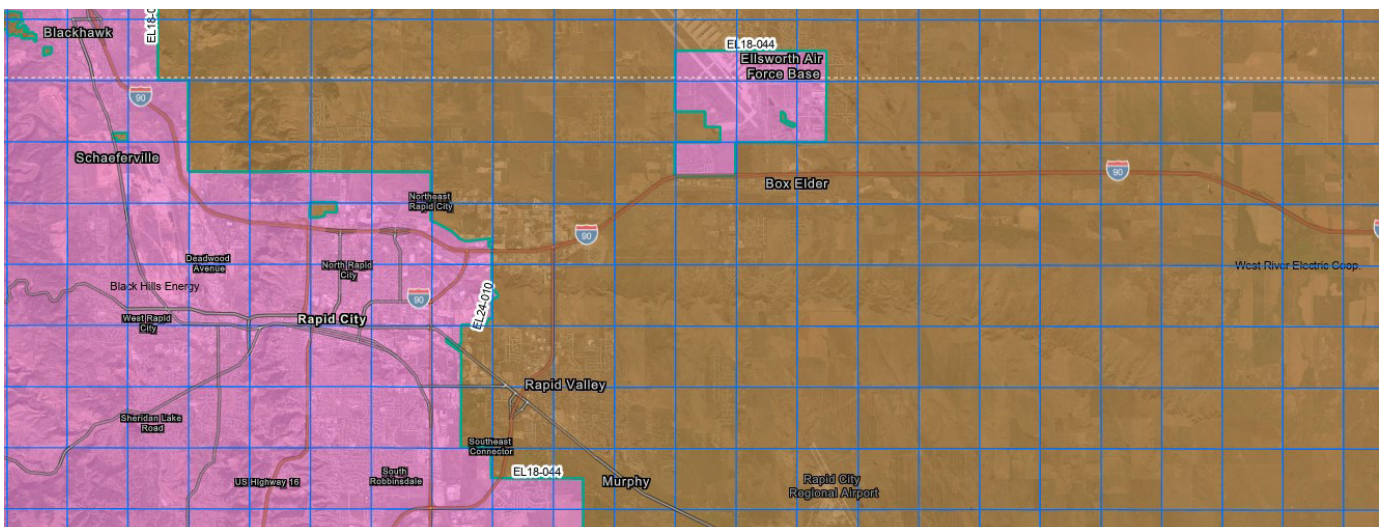 Blackhawk
EL18-0
EL18-044
Ellsworth Air
Force Base
90
Schaeferville
90
Box Elder
Northeast
Rapid City
90
Deadwood
Avenue
North Rapid
City
West River Electric Coop.
Black Hills Energy
90
EL24-010
West Rapid
City
Rapid City
Rapid Valley
Sheridan Lake
Road
Southeast
Connector
EL18-044
US Highway 16
South
Robbinsdale
Murphy
Rapid City
Regional Airport